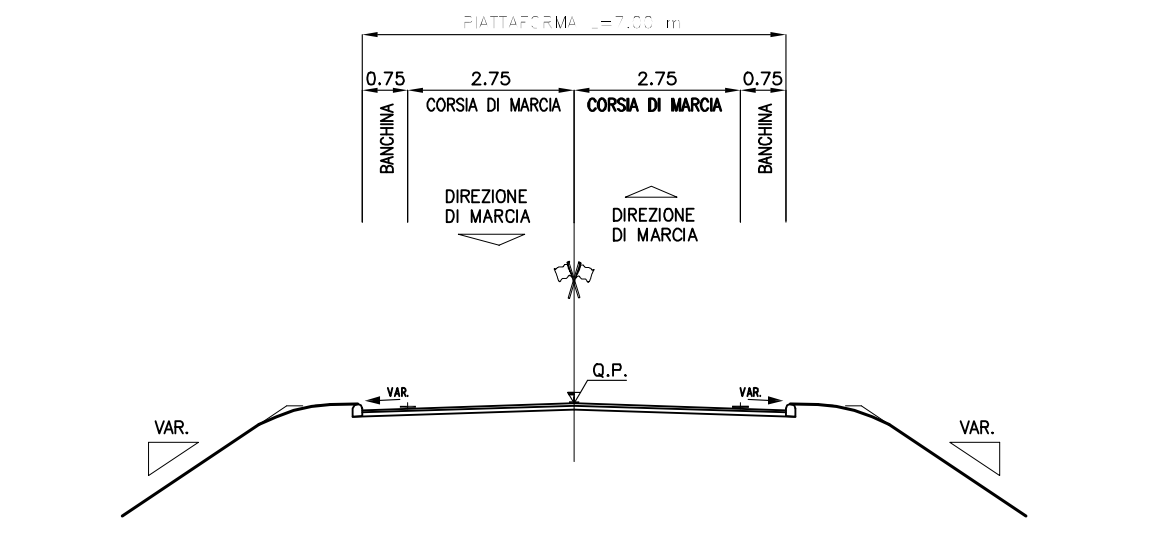 PIATTAFORMA L=7.00 m
0.75
2.75
2.75
0.75
CORSIA DI MARCIA
CORSIA DI MARCIA
BANCHINA
BANCHINA
DIREZIONE
DI MARCIA
DIREZIONE
DI MARCIA
Q.P.
VAR.
VAR.
VAR.
VAR.